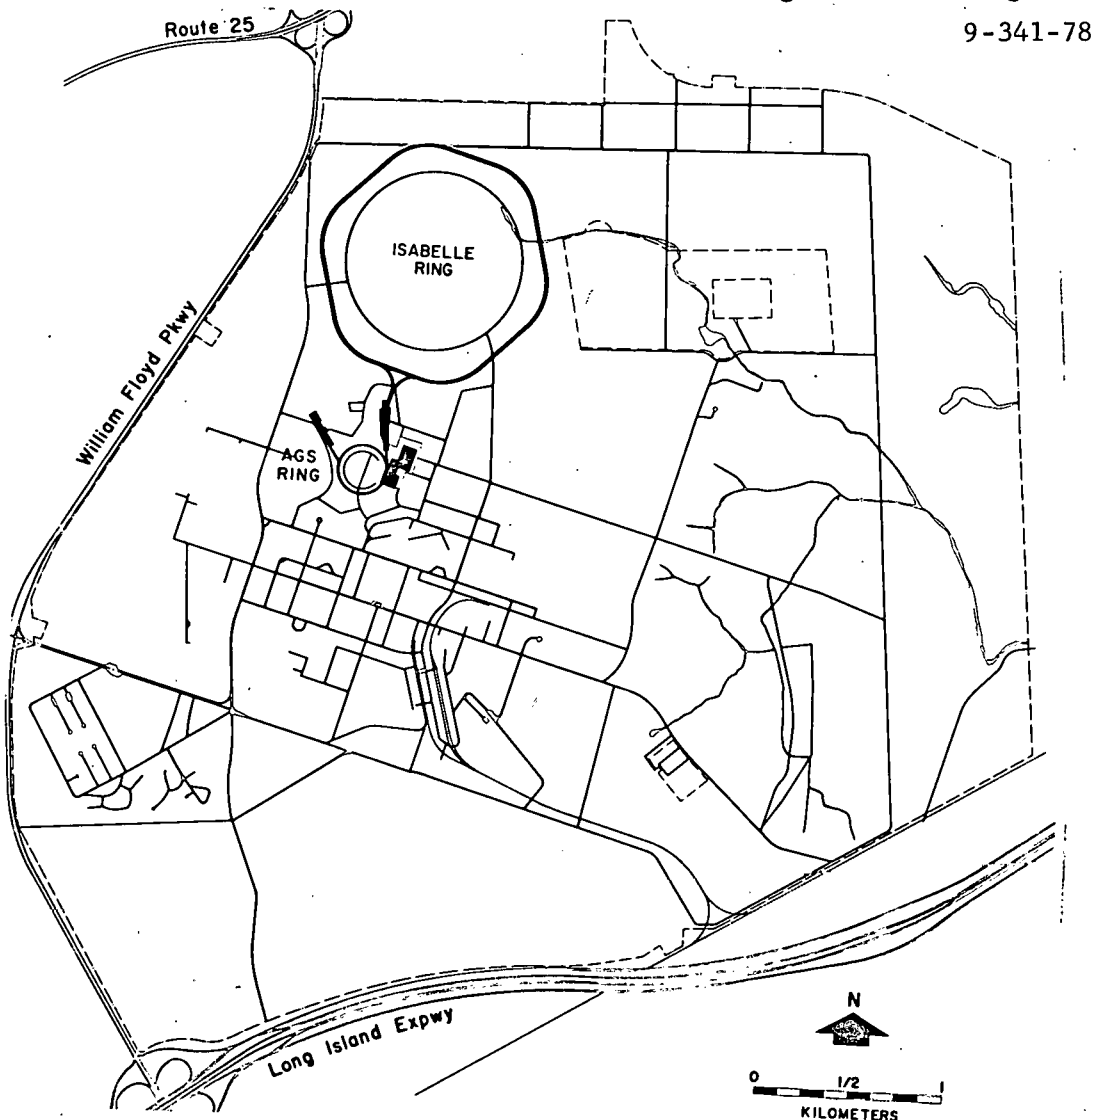 9-341-78
Route 25
ISABELLE
RING
William Floyd Pkwy
AGS
RING
N
Long Island Expwy
0 1/2 1
KILOMETERS